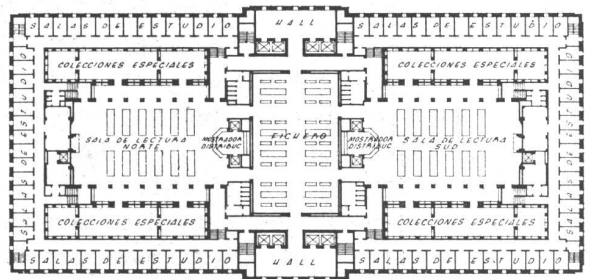 HALL
SALAS DE ESTUDIO
SALAS DE ESTUDIO
COLECCIONES ESPECIALES
COLECCIONES ESPECIALES
SALAS DE ESTUDIO
SALAS DE ESTUDIO
SALA DE LECTURA
NORTE
MOSTRADOR
DISTRIBUC
FICHERO
MOSTRADOR
DISTRIBUC.
SALA DE LECTURA
SUD
COLECCIONES ESPECIALES
COLECCIONES ESPECIALES
SALAS DE ESTUDIO
HALL
SALAS DE ESTUDIO